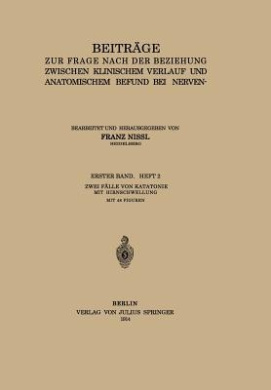 BEITRÄGE
ZUR FRAGE NACH DER BEZIEHUNG
ZWISCHEN KLINISCHEM VERLAUF UND
ANATOMISCHEM BEFUND BEI NERVEN-
BEARBEITET UND HERAUSGEGEBEN VON
FRANZ NISSL
HEIDELBERG
ERSTER BAND. HEFT 2
ZWEI FÄLLE VON KATATONIE
MIT HIRNSCHWELLUNG
MIT 48 FIGUREN
BERLIN
VERLAG VON JULIUS SPRINGER
1914